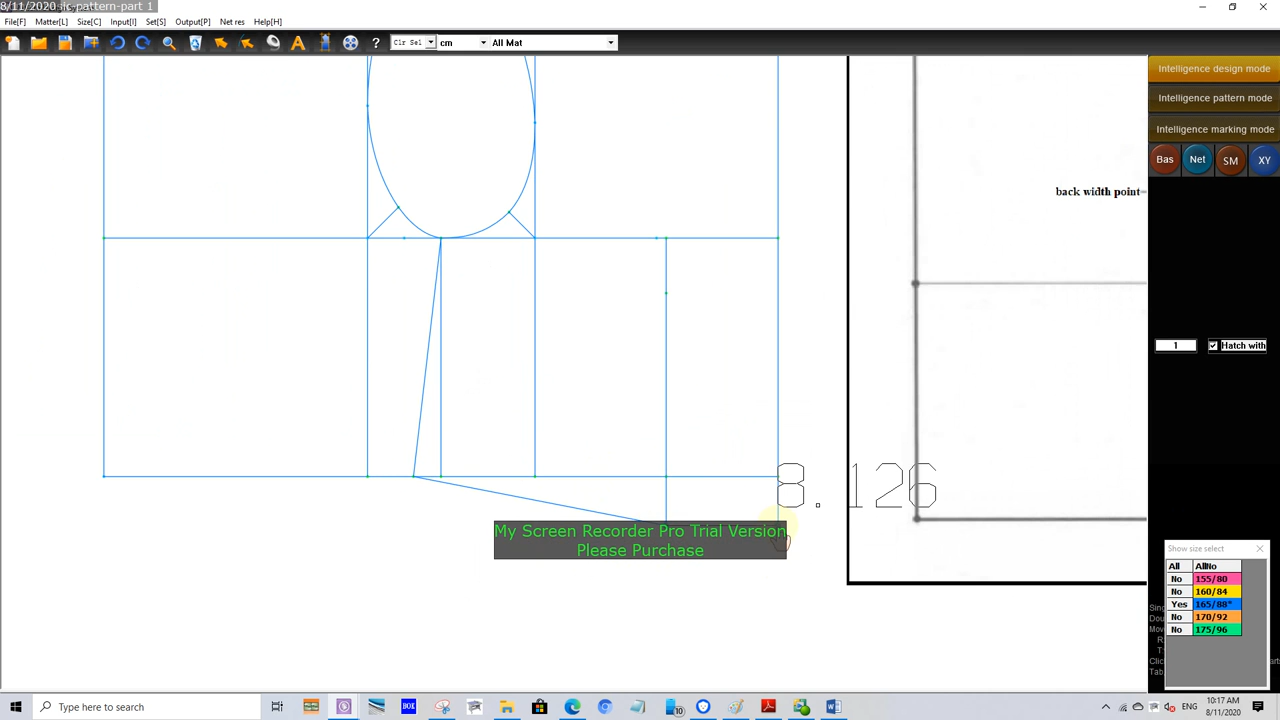 8/11/2020 slc-pattern-part 1
File[F] Matter[L] Size[C] Input[I] Set[S] Output[P] Net res Help[H]
Clr Sel cm All Mat
Intelligence design mode
Intelligence pattern mode
Intelligence marking mode
Bas Net SM XY
back width point
1 Hatch with
8.126
My Screen Recorder Pro Trial Version
Please Purchase
Show size select
All AllNo
No 155/80
No 160/84
Yes 165/88*
No 170/92
No 175/96
Type here to search
ENG
10:17 AM
8/11/2020